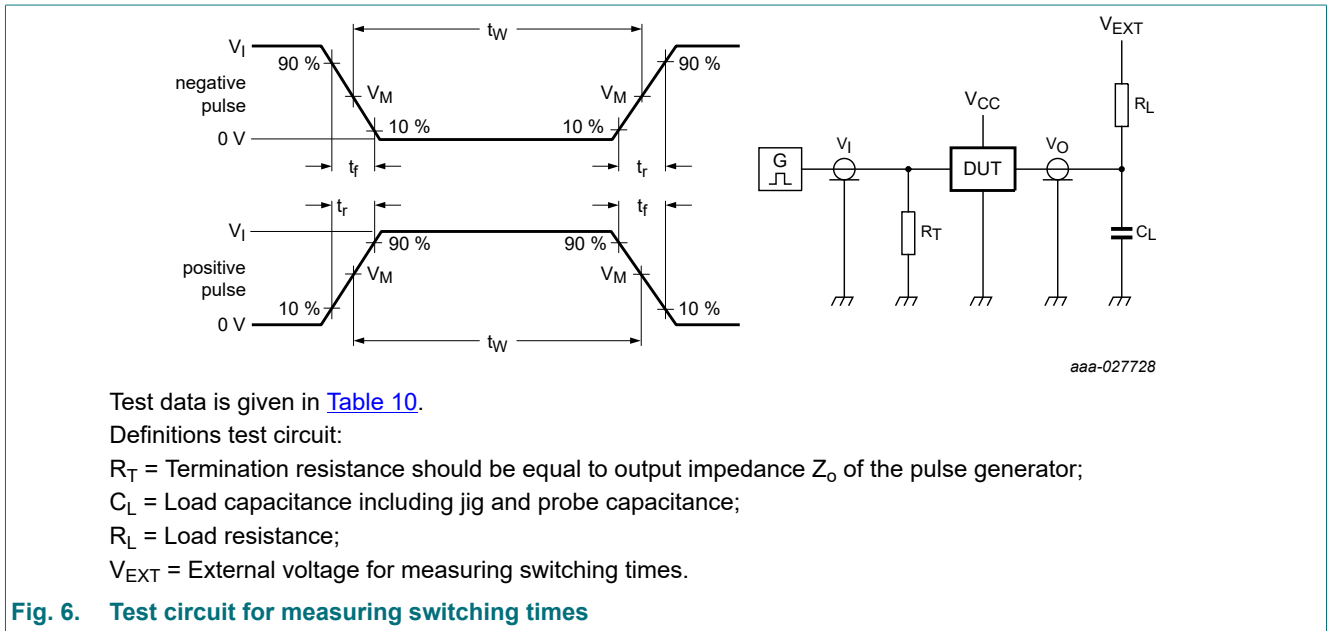 V_I
90 %
t_W
90 %
negative
pulse
V_M
V_M
10 %
10 %
0 V
t_f
t_r
t_r
t_f
V_I
90 %
90 %
positive
pulse
V_M
V_M
10 %
10 %
0 V
t_W
V_EXT
V_CC
R_L
G
V_I
DUT
V_O
R_T
C_L
aaa-027728
Test data is given in Table 10.
Definitions test circuit:
R_T = Termination resistance should be equal to output impedance Z_o of the pulse generator;
C_L = Load capacitance including jig and probe capacitance;
R_L = Load resistance;
V_EXT = External voltage for measuring switching times.
Fig. 6. Test circuit for measuring switching times